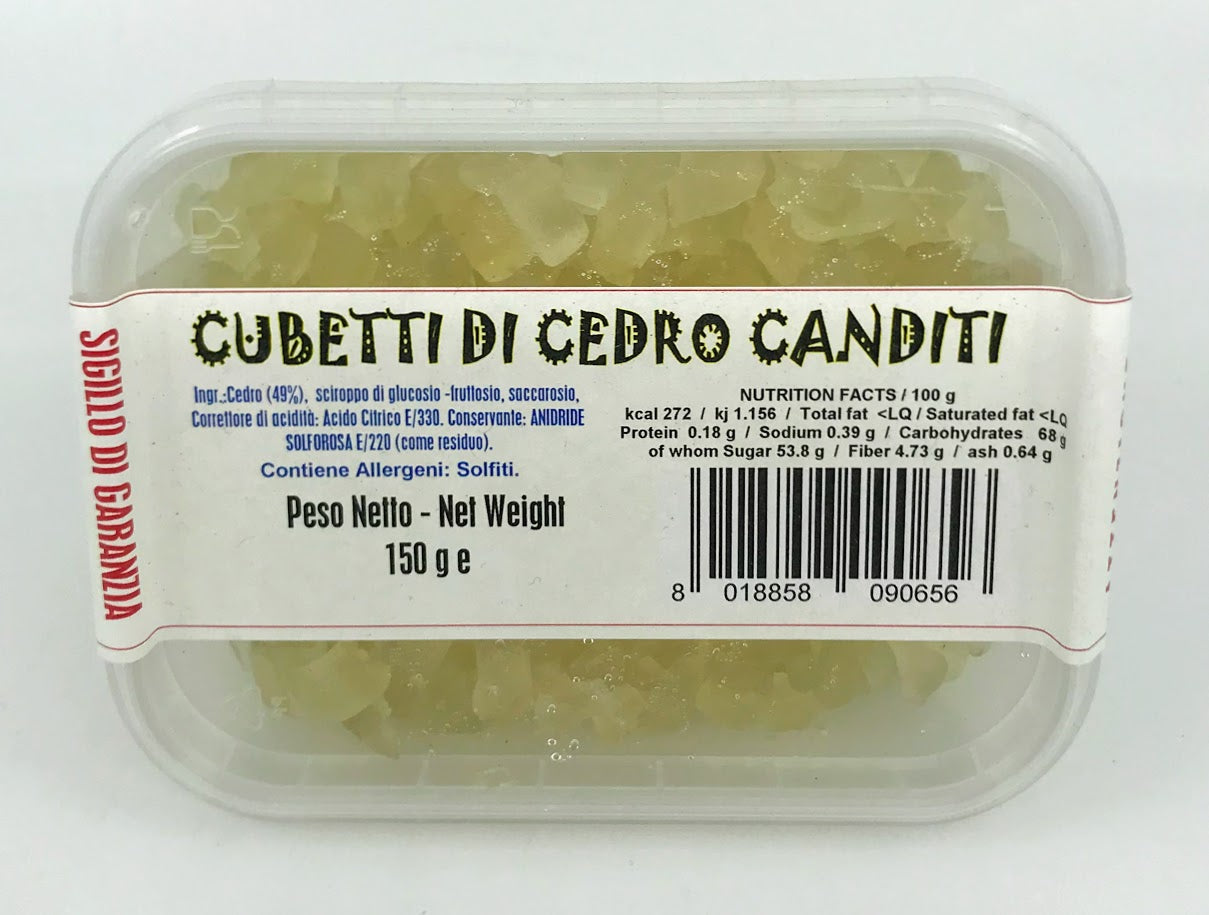 CUBETTI DI CEDRO CANDITI
SIGILLO DI GARANZIA
Ingr.:Cedro (49%), sciroppo di glucosio -fruttosio, saccarosio,
Correttore di acidità: Acido Citrico E/330. Conservante: ANIDRIDE
SOLFOROSA E/220 (come residuo).
Contiene Allergeni: Solfiti.
Peso Netto - Net Weight
150 g e
NUTRITION FACTS / 100 g
kcal 272 / kj 1.156 / Total fat <LQ / Saturated fat <LQ
Protein 0.18 g / Sodium 0.39 g / Carbohydrates 68 g
of whom Sugar 53.8 g / Fiber 4.73 g / ash 0.64 g
8 018858 090656